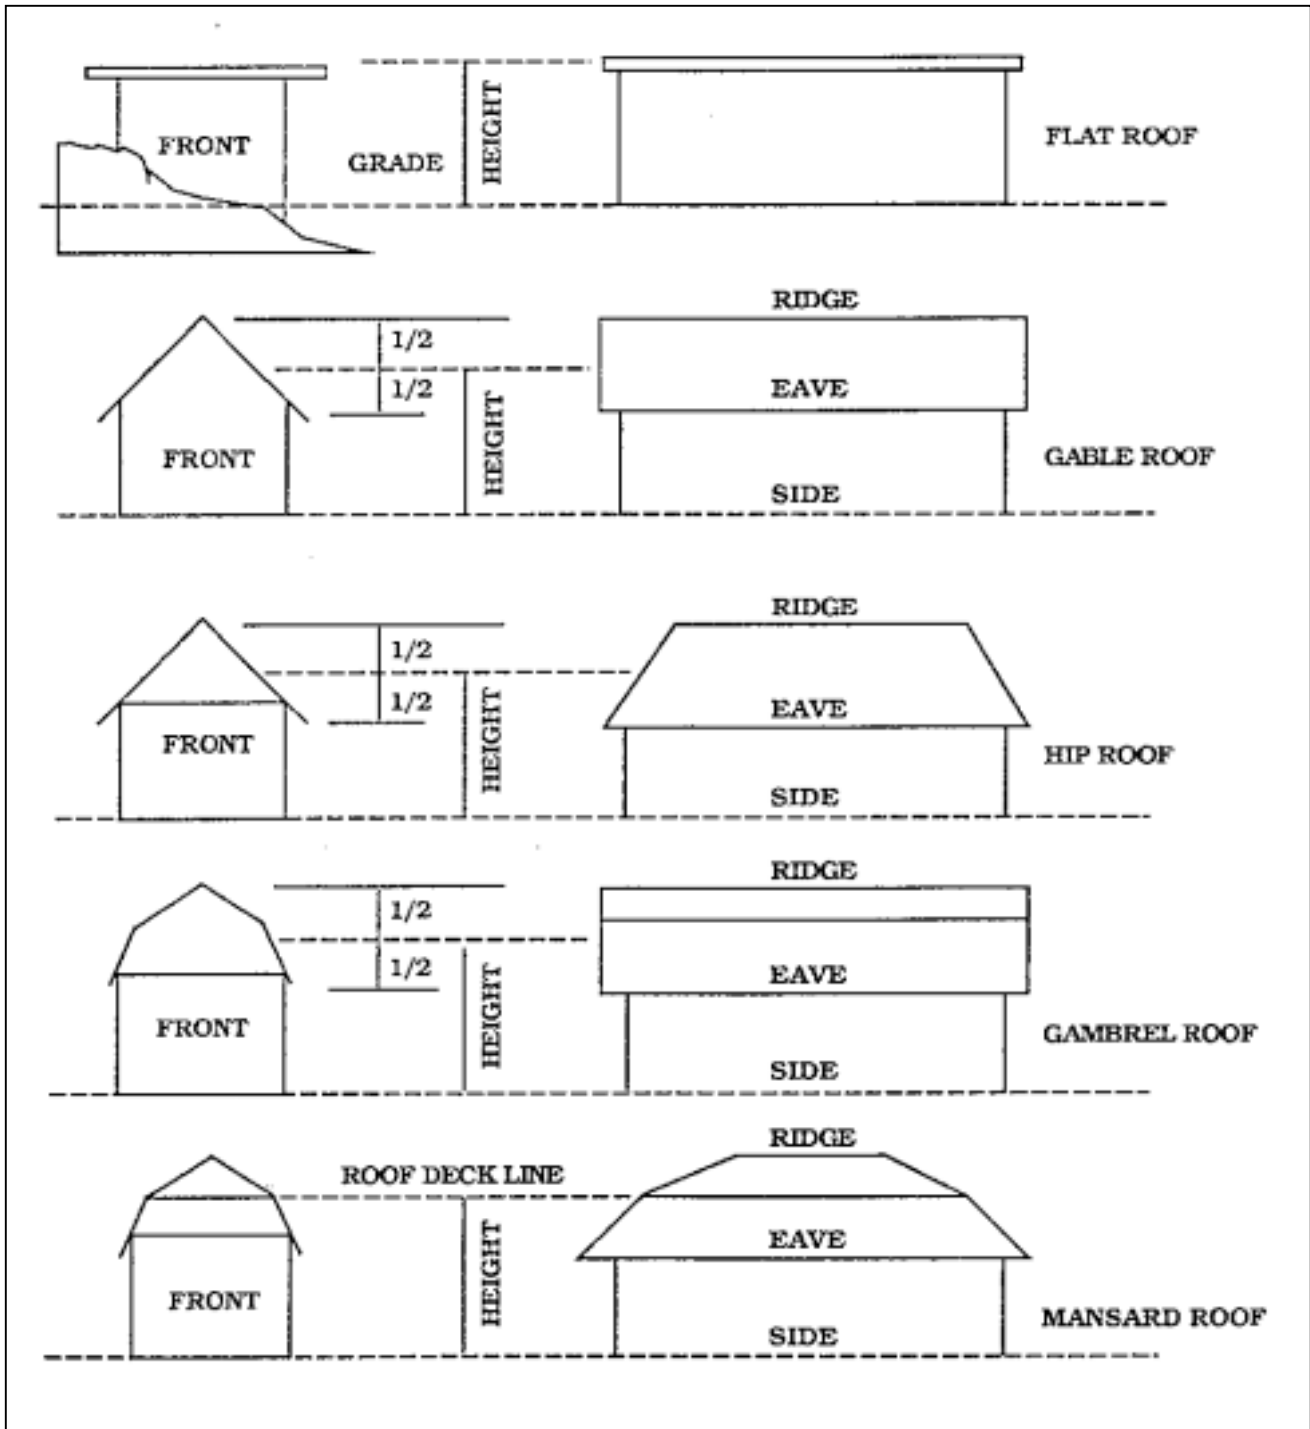 FRONT
GRADE
HEIGHT
FLAT ROOF
RIDGE
1/2
1/2
EAVE
FRONT
HEIGHT
GABLE ROOF
SIDE
RIDGE
1/2
1/2
EAVE
FRONT
HEIGHT
HIP ROOF
SIDE
RIDGE
1/2
1/2
EAVE
FRONT
HEIGHT
GAMBREL ROOF
SIDE
RIDGE
ROOF DECK LINE
EAVE
FRONT
HEIGHT
MANSARD ROOF
SIDE